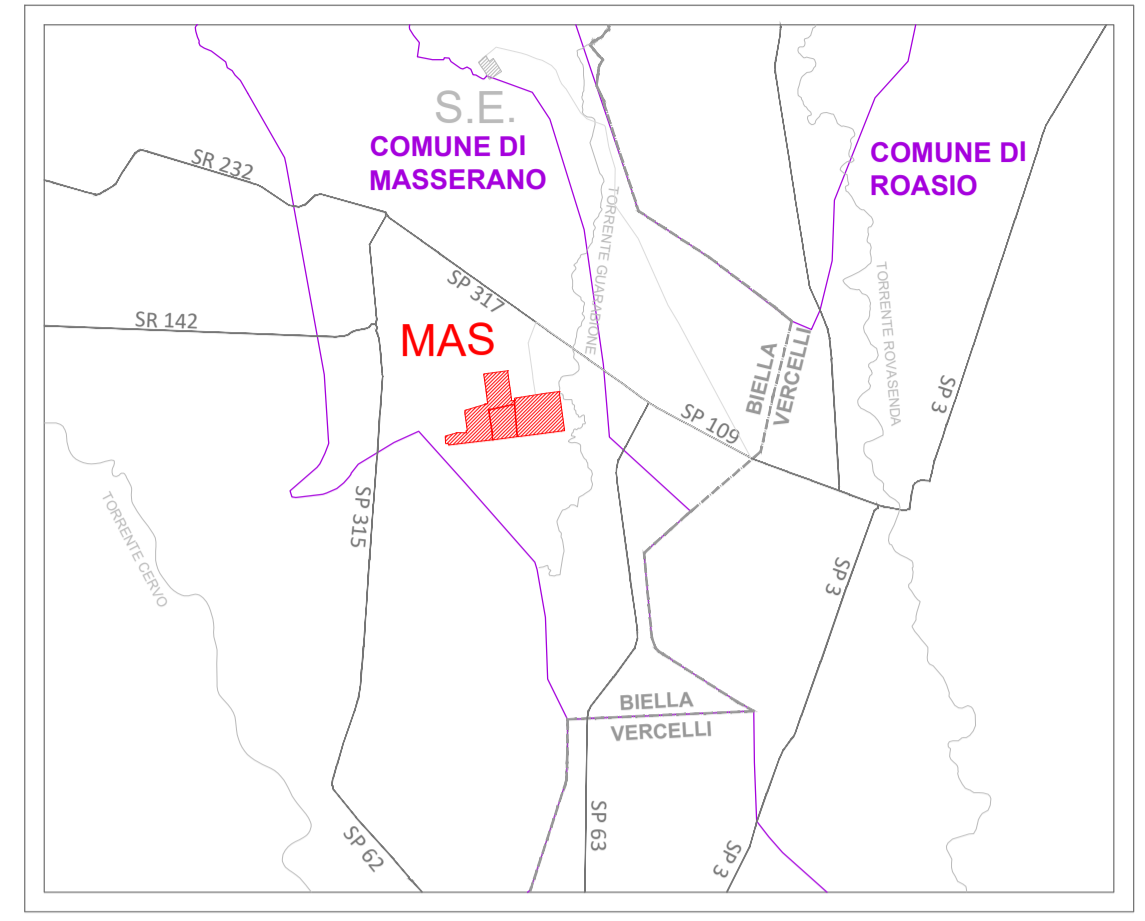 S.E.
COMUNE DI
MASSERANO
COMUNE DI
ROASIO
SR 232
TORRENTE GUARABIONE
SP 317
TORRENTE ROVASENDA
SR 142
MAS
BIELLA
VERCELLI
SP 3
SP 109
TORRENTE CERVO
SP 315
SP 3
BIELLA
VERCELLI
SP 63
SP 62
SP 3